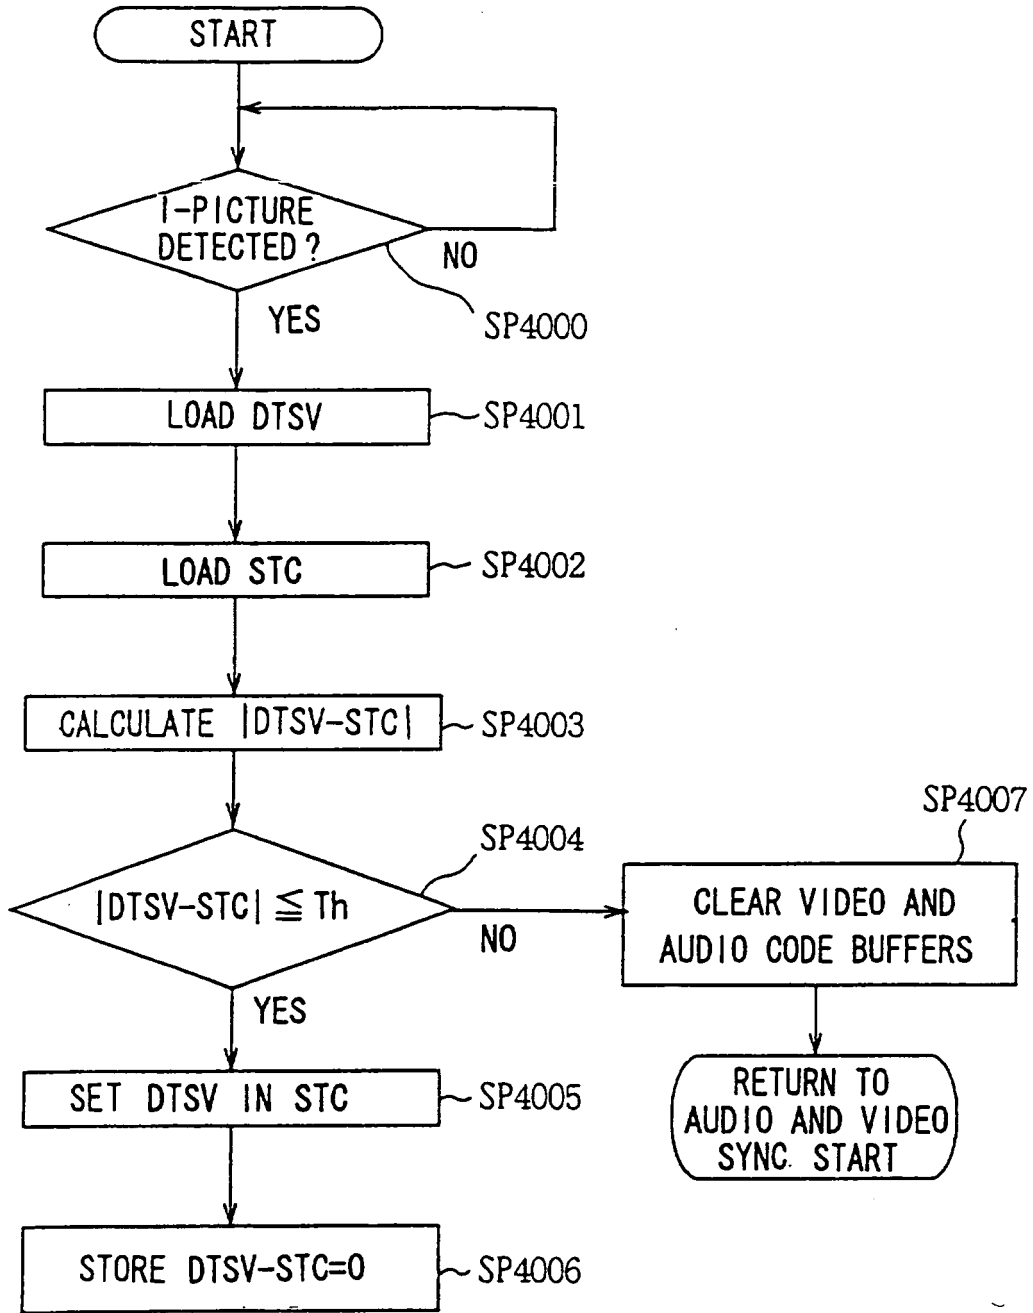 START
I-PICTURE
DETECTED?
NO
SP4000
YES
LOAD DTSV
SP4001
LOAD STC
SP4002
CALCULATE |DTSV-STC|
SP4003
SP4004
|DTSV-STC| ≦ Th
NO
SP4007
CLEAR VIDEO AND
AUDIO CODE BUFFERS
YES
SET DTSV IN STC
SP4005
RETURN TO
AUDIO AND VIDEO
SYNC START
STORE DTSV-STC=0
SP4006